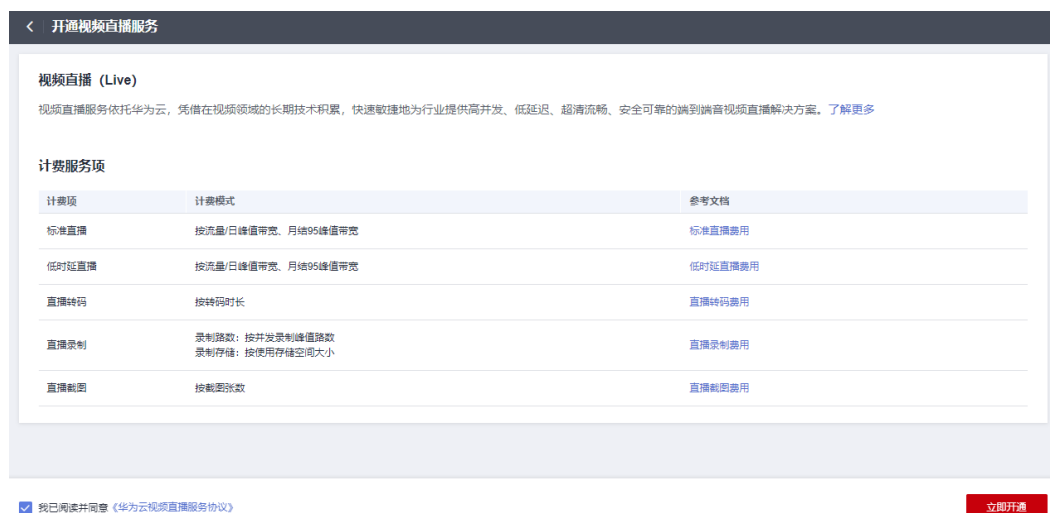 开通视频直播服务
视频直播（Live）
视频直播服务依托华为云，凭借在视频领域的长期技术积累，快速敏捷地为行业提供高并发、低延迟、超清流畅、安全可靠的端到端音视频直播解决方案。了解更多
计费服务项
计费项 计费模式 参考文档
标准直播 按流量/日峰值带宽、月结95峰值带宽 标准直播费用
低时延直播 按流量/日峰值带宽、月结95峰值带宽 低时延直播费用
直播转码 按转码时长 直播转码费用
直播录制 录制路数：按并发录制峰值路数 直播录制费用
录制存储：按使用存储空间大小
直播截图 按截图张数 直播截图费用
我已阅读并同意《华为云视频直播服务协议》 立即开通